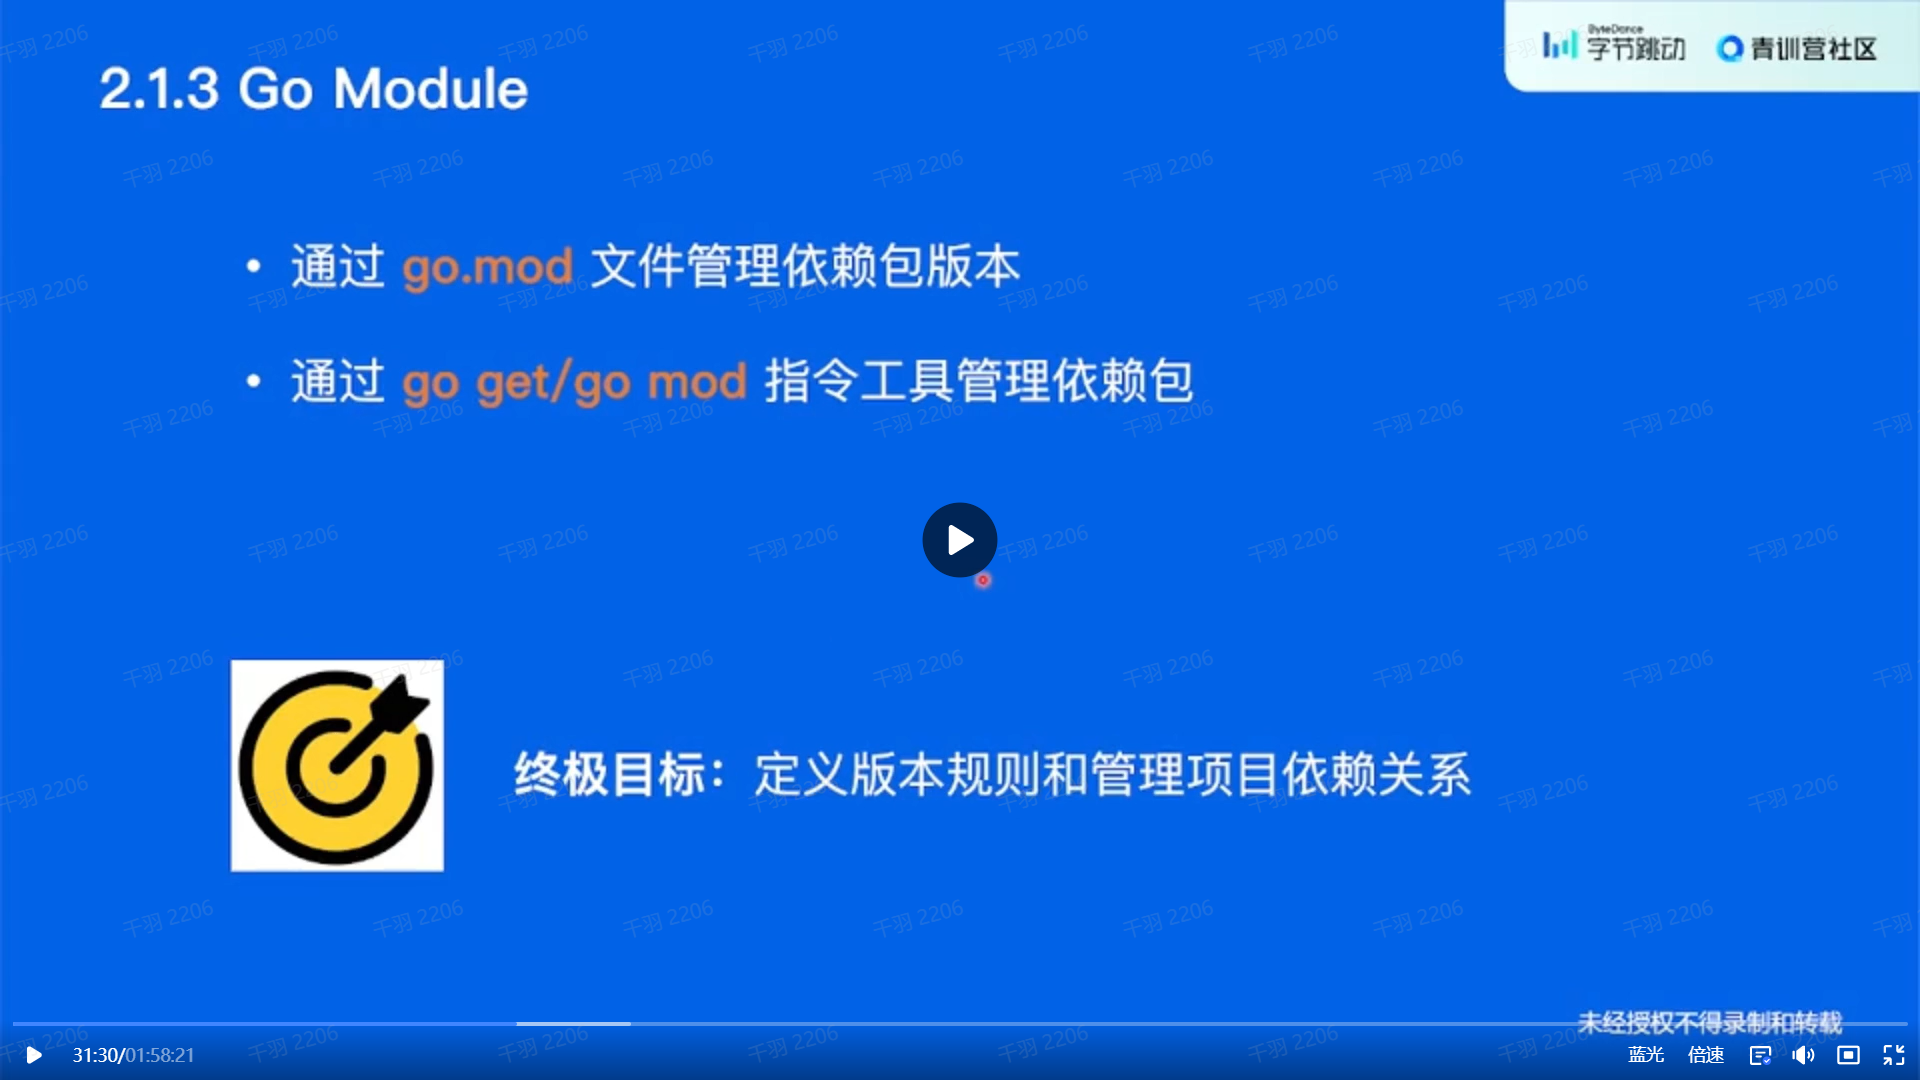 ByteDance
字节跳动 青训营社区
2.1.3 Go Module
• 通过 go.mod 文件管理依赖包版本
• 通过 go get/go mod 指令工具管理依赖包
终极目标：定义版本规则和管理项目依赖关系
未经授权不得录制和转载
31:30/01:58:21 蓝光 倍速
千羽 2206